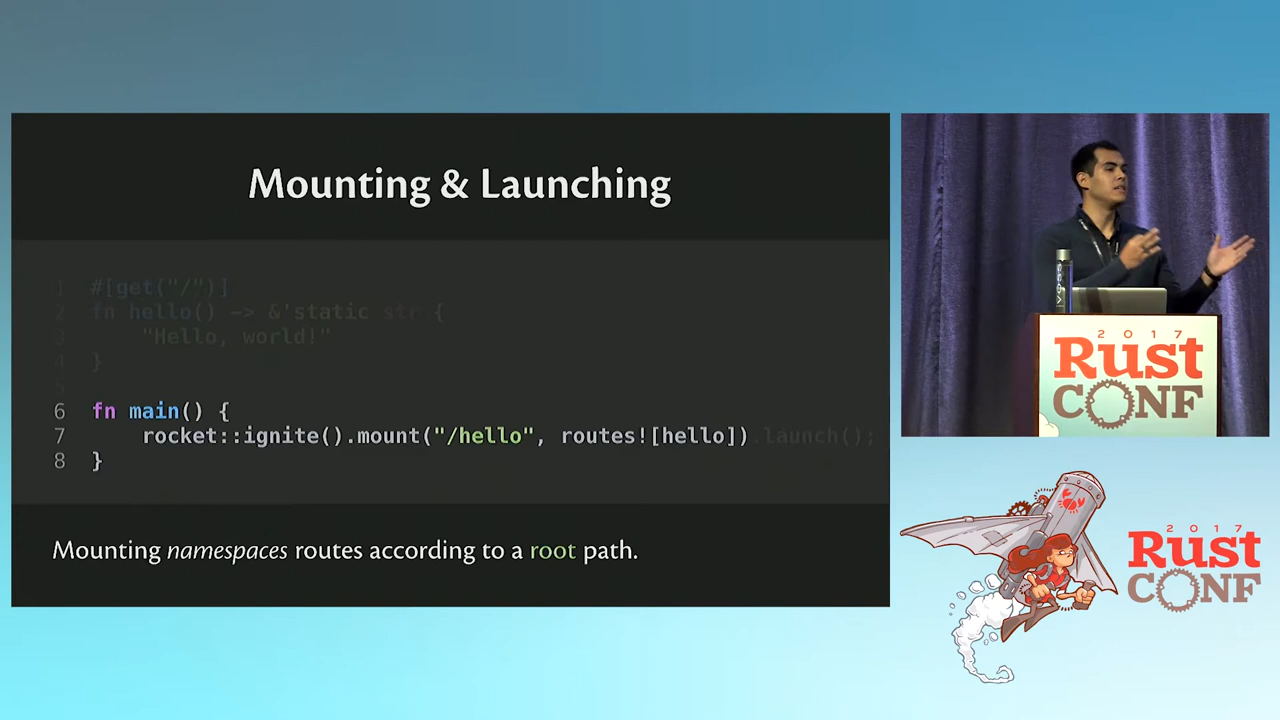 Mounting & Launching
1 #[get("/")]
2 fn hello() -> &'static str {
3 "Hello, world!"
4 }
5
6 fn main() {
7 rocket::ignite().mount("/hello", routes![hello]).launch();
8 }
Mounting namespaces routes according to a root path.
2017
Rust
CONF
2017
Rust
CONF